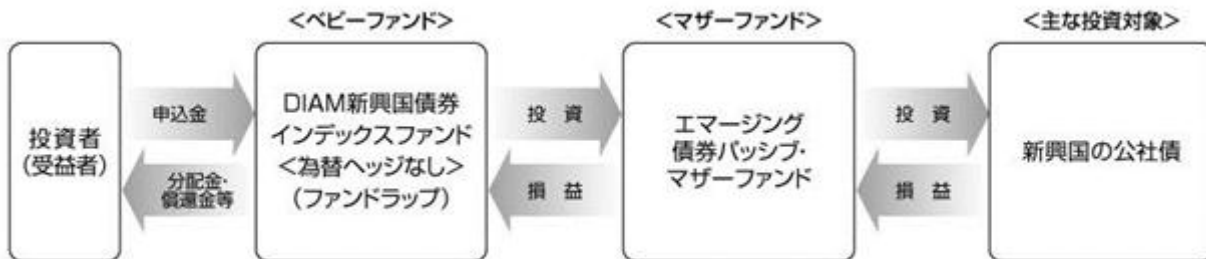 <ベビーファンド>
<マザーファンド>
<主な投資対象>
投資者
(受益者)
申込金
分配金・
償還金等
DIAM新興国債券
インデックスファンド
<為替ヘッジなし>
(ファンドラップ)
投 資
損 益
エマージング
債券パッシブ・
マザーファンド
投 資
損 益
新興国の公社債